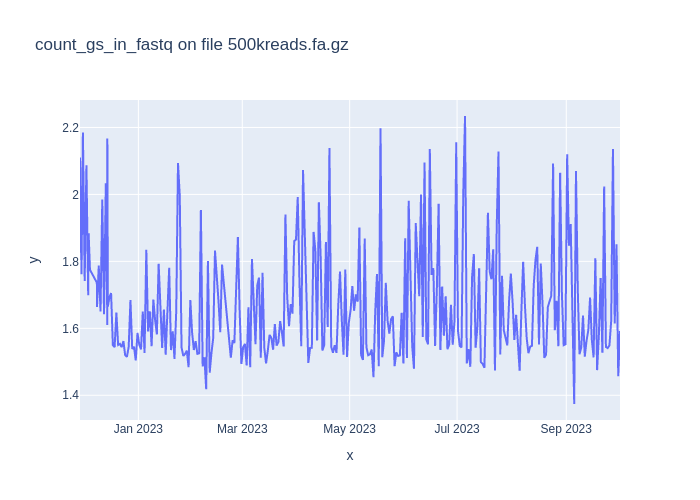 count_gs_in_fastq on file 500kreads.fa.gz
2.2
2
1.8
1.6
1.4
y
Jan 2023
Mar 2023
May 2023
Jul 2023
Sep 2023
x